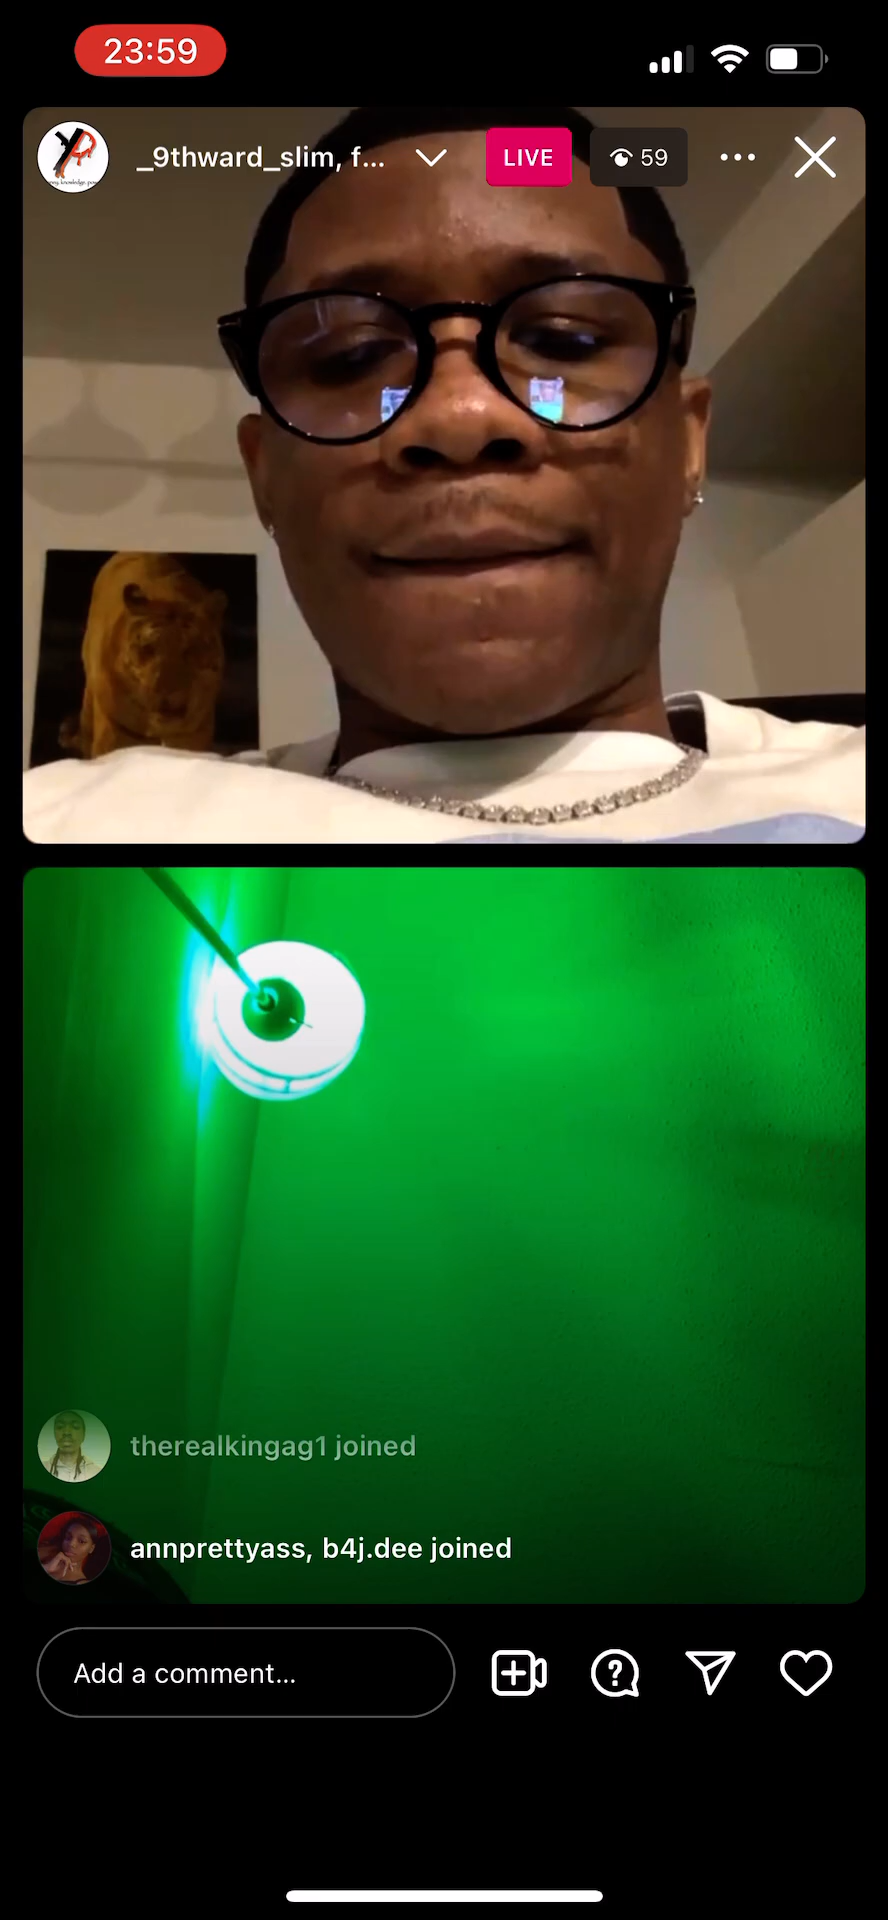 23:59
_9thward_slim, f...
LIVE
59
therealkingag1 joined
annprettyass, b4j.dee joined
Add a comment...